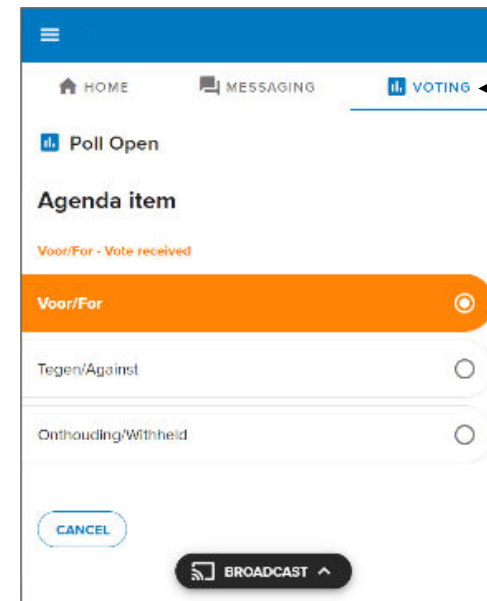 HOME MESSAGING VOTING
Poll Open
Agenda item
Voor/For - Vote received
Voor/For
Tegen/Against
Onthouding/Withheld
CANCEL
BROADCAST